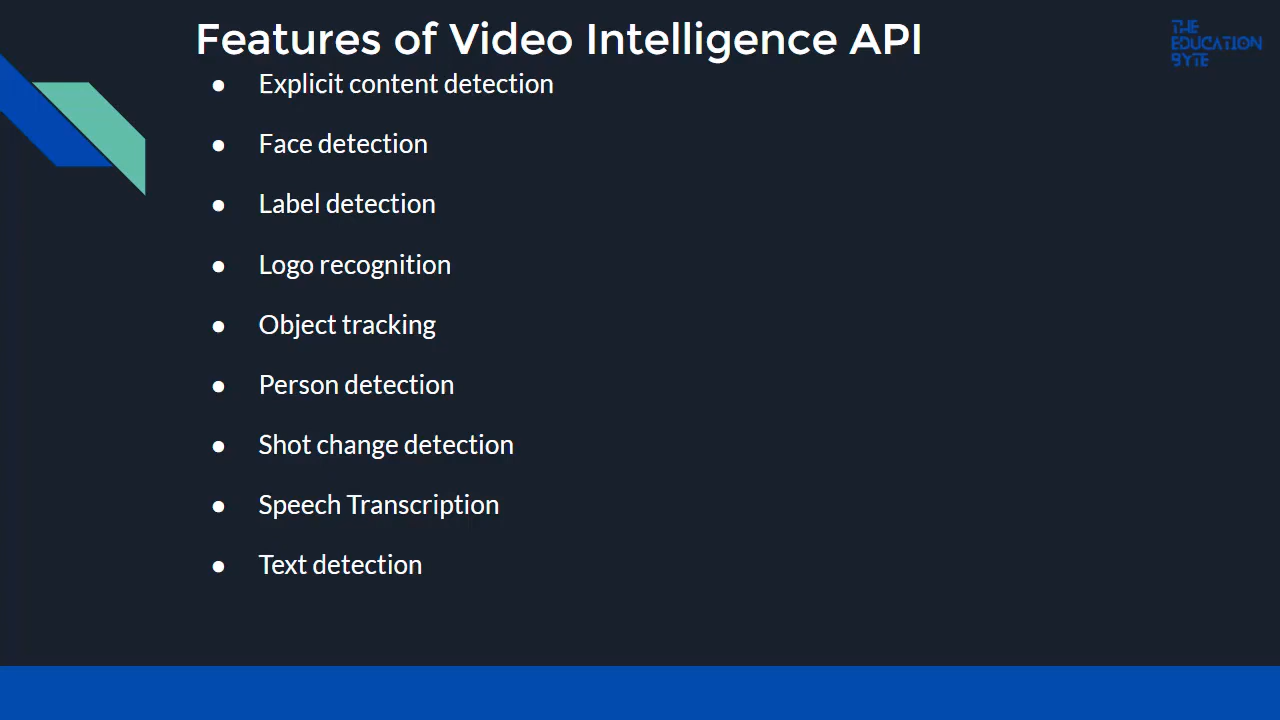 Features of Video Intelligence API
THE
EDUCATION
BYTE
● Explicit content detection
● Face detection
● Label detection
● Logo recognition
● Object tracking
● Person detection
● Shot change detection
● Speech Transcription
● Text detection